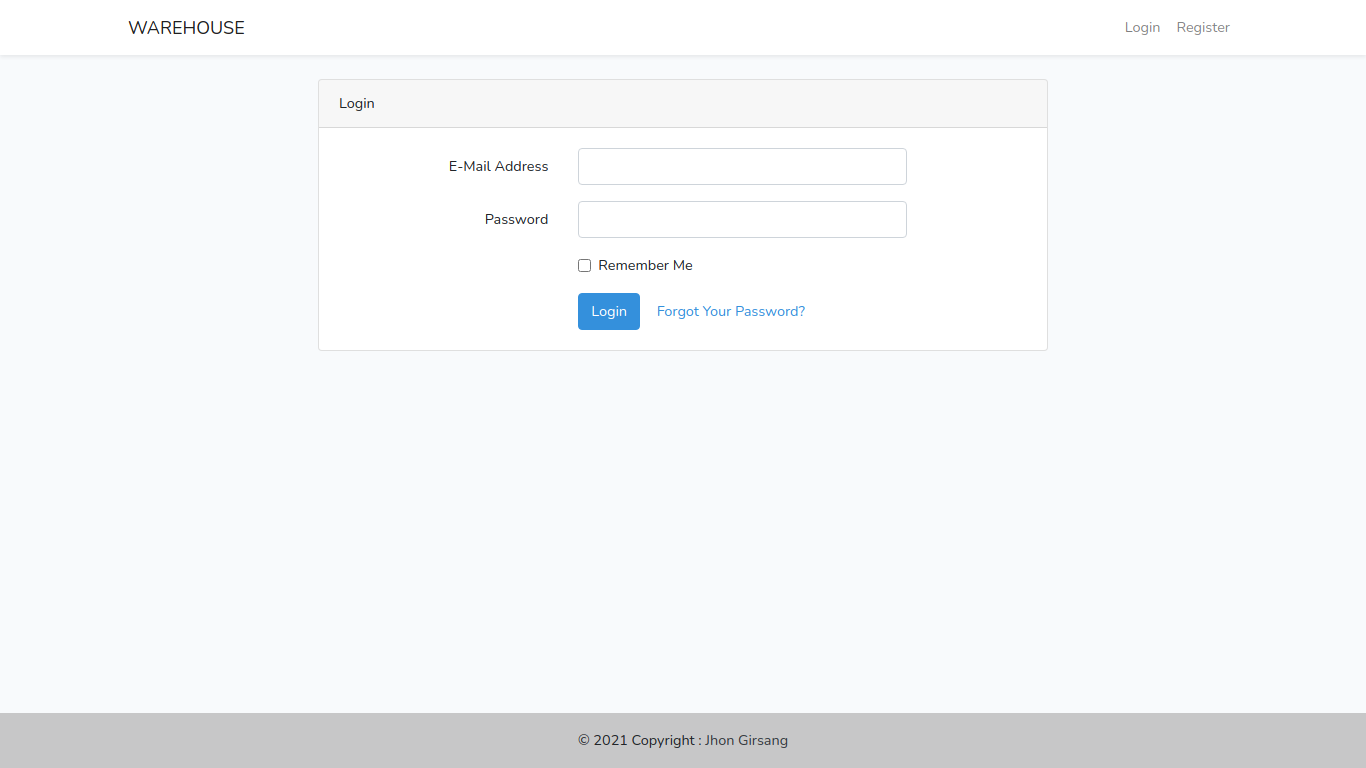 WAREHOUSE
Login Register
Login
E-Mail Address
Password
Remember Me
Login Forgot Your Password?
© 2021 Copyright : Jhon Girsang